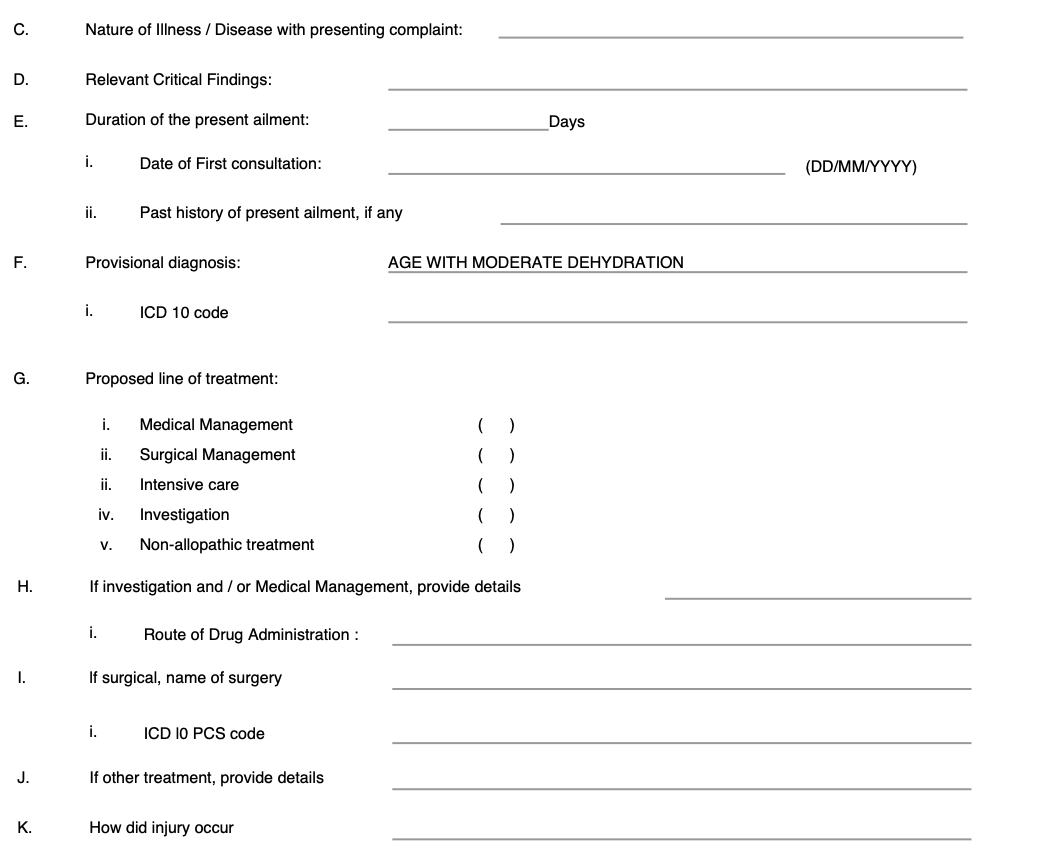 C. Nature of Illness / Disease with presenting complaint:
D. Relevant Critical Findings:
E. Duration of the present ailment: Days
i. Date of First consultation: (DD/MM/YYYY)
ii. Past history of present ailment, if any
F. Provisional diagnosis: AGE WITH MODERATE DEHYDRATION
i. ICD 10 code
G. Proposed line of treatment:
i. Medical Management ( )
ii. Surgical Management ( )
ii. Intensive care ( )
iv. Investigation ( )
v. Non-allopathic treatment ( )
H. If investigation and / or Medical Management, provide details
i. Route of Drug Administration :
I. If surgical, name of surgery
i. ICD l0 PCS code
J. If other treatment, provide details
K. How did injury occur